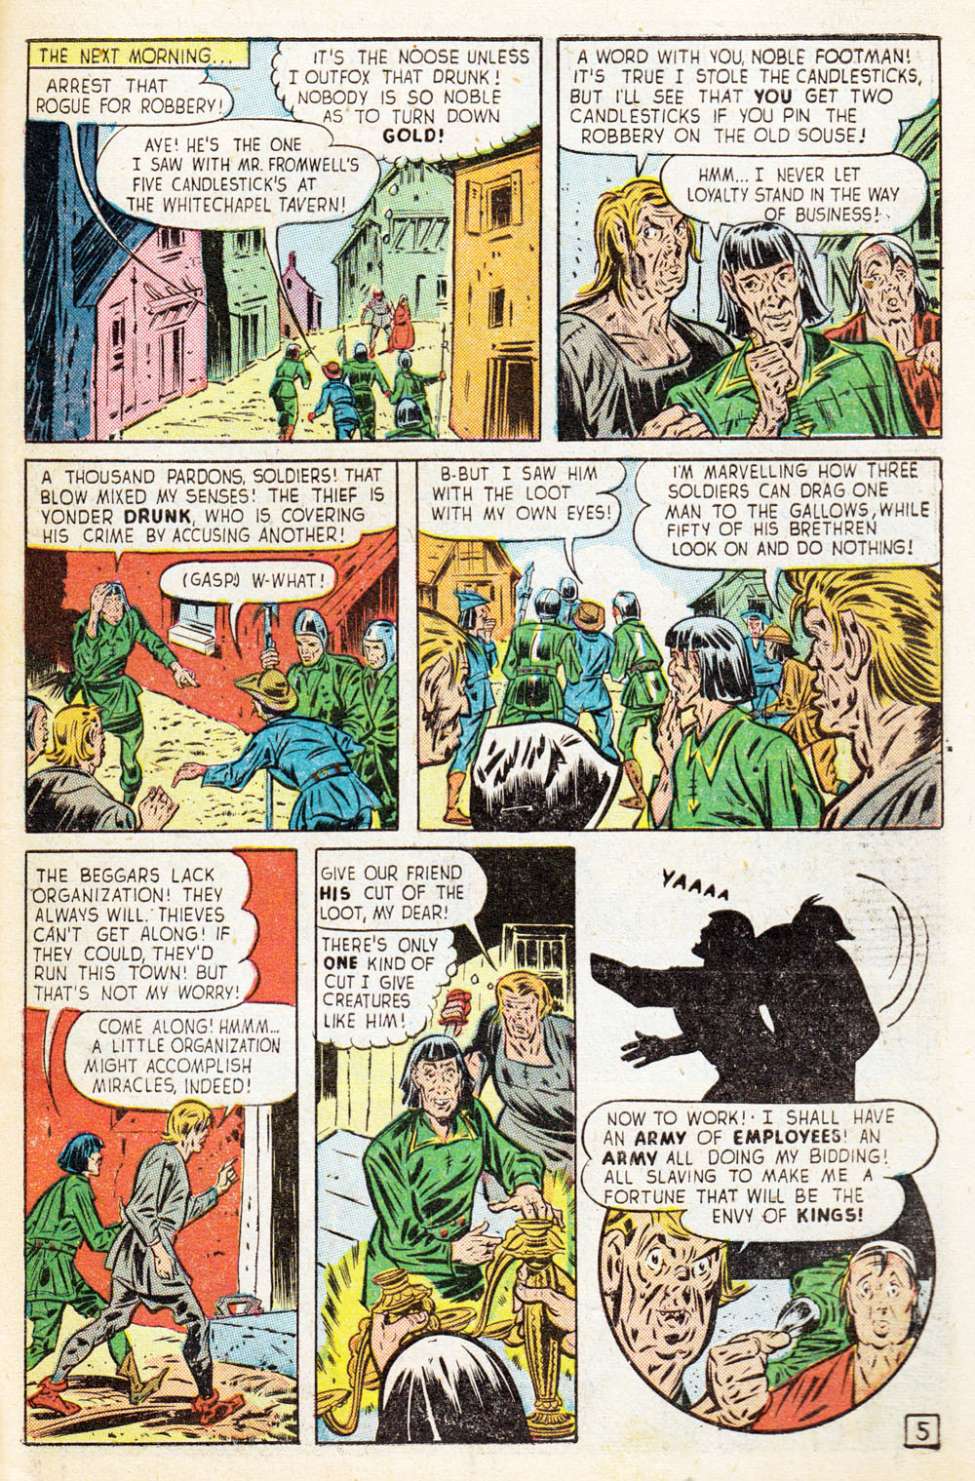 THE NEXT MORNING...
ARREST THAT
ROGUE FOR ROBBERY!
IT'S THE NOOSE UNLESS
I OUTFOX THAT DRUNK!
NOBODY IS SO NOBLE
AS TO TURN DOWN
GOLD!
AYE! HE'S THE ONE
I SAW WITH MR. FROMWELL'S
FIVE CANDLESTICK'S AT
THE WHITECHAPEL TAVERN!
A WORD WITH YOU, NOBLE FOOTMAN!
IT'S TRUE I STOLE THE CANDLESTICKS,
BUT I'LL SEE THAT YOU GET TWO
CANDLESTICKS IF YOU PIN THE
ROBBERY ON THE OLD SOUSE!
HMM... I NEVER LET
LOYALTY STAND IN THE WAY
OF BUSINESS!
A THOUSAND PARDONS, SOLDIERS! THAT
BLOW MIXED MY SENSES! THE THIEF IS
YONDER DRUNK, WHO IS COVERING
HIS CRIME BY ACCUSING ANOTHER!
(GASP!) W-WHAT!
B-BUT I SAW HIM
WITH THE LOOT
WITH MY OWN EYES!
I'M MARVELLING HOW THREE
SOLDIERS CAN DRAG ONE
MAN TO THE GALLOWS, WHILE
FIFTY OF HIS BRETHREN
LOOK ON AND DO NOTHING!
THE BEGGARS LACK
ORGANIZATION! THEY
ALWAYS WILL. THIEVES
CAN'T GET ALONG! IF
THEY COULD, THEY'D
RUN THIS TOWN! BUT
THAT'S NOT MY WORRY!
COME ALONG! HMMM...
A LITTLE ORGANIZATION
MIGHT ACCOMPLISH
MIRACLES, INDEED!
GIVE OUR FRIEND
HIS CUT OF THE
LOOT, MY DEAR!
THERE'S ONLY
ONE KIND OF
CUT I GIVE
CREATURES
LIKE HIM!
YAAAA
NOW TO WORK! I SHALL HAVE
AN ARMY OF EMPLOYEES! AN
ARMY ALL DOING MY BIDDING!
ALL SLAVING TO MAKE ME A
FORTUNE THAT WILL BE THE
ENVY OF KINGS!
5